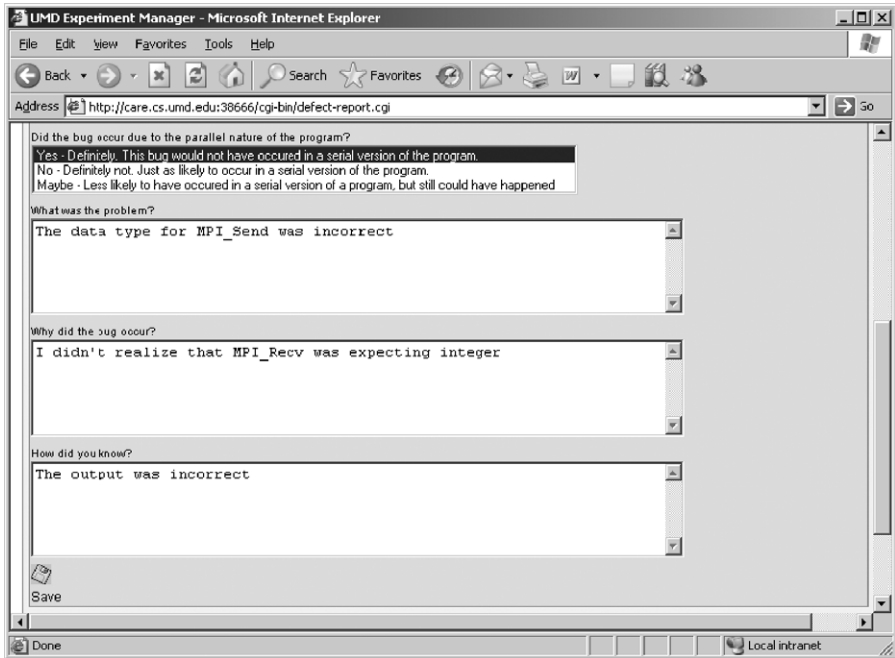 UMD Experiment Manager - Microsoft Internet Explorer
File Edit View Favorites Tools Help
Back Search Favorites
Address http://care.cs.umd.edu:38666/cgi-bin/defect-report.cgi Go
Did the bug occur due to the parallel nature of the program?
Yes - Definitely. This bug would not have occured in a serial version of the program.
No - Definitely not. Just as likely to occur in a serial version of the program.
Maybe - Less likely to have occured in a serial version of a program, but still could have happened
What was the problem?
The data type for MPI_Send was incorrect
Why did the bug occur?
I didn't realize that MPI_Recv was expecting integer
How did you know?
The output was incorrect
Save
Done Local intranet